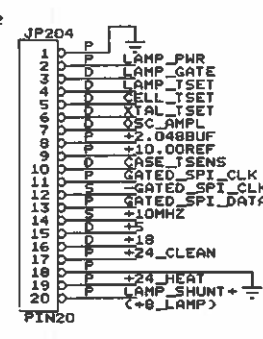 JP204
1 P
2 P LAMP_PWR
3 D LAMP_GATE
4 D LAMP_TSET
5 D CELL_TSET
6 D XTAL_TSET
7 D OSC_AMPL
8 P +2.048BUF
9 P +10.00REF
10 D CASE_TSENS
11 P GATED_SPI_CLK
12 S -GATED_SPI_CLK
13 P GATED_SPI_DATA
14 S +10MHZ
15 D +5
16 D +18
17 P +24_CLEAN
18 P
19 P +24_HEAT
20 P LAMP_SHUNT+
(+8_LAMP)
PIN20